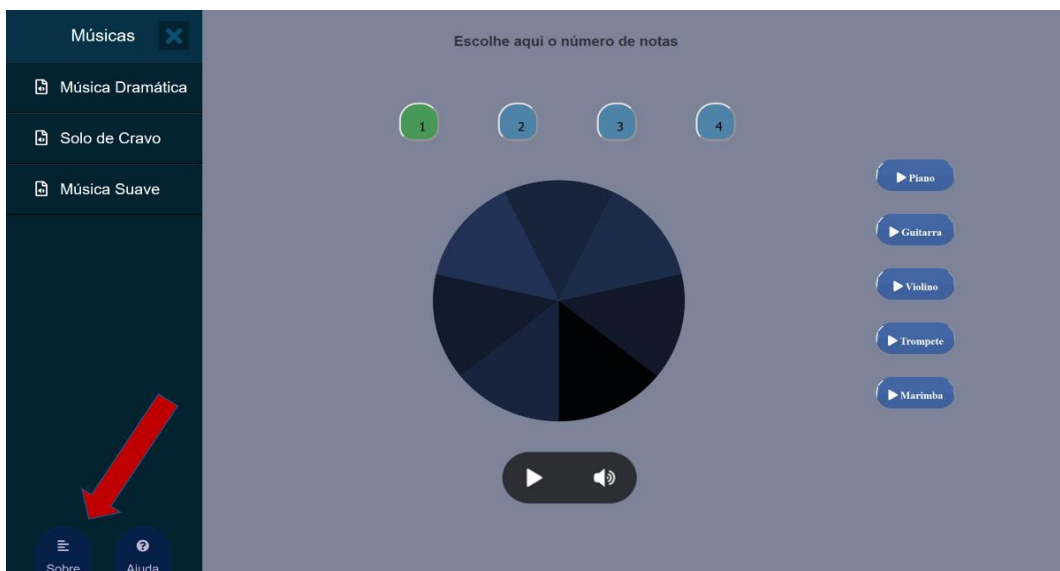 Músicas
Música Dramática
Solo de Cravo
Música Suave
Sobre
Ajuda
Escolhe aqui o número de notas
1 2 3 4
Piano
Guitarra
Violino
Trompete
Marimba